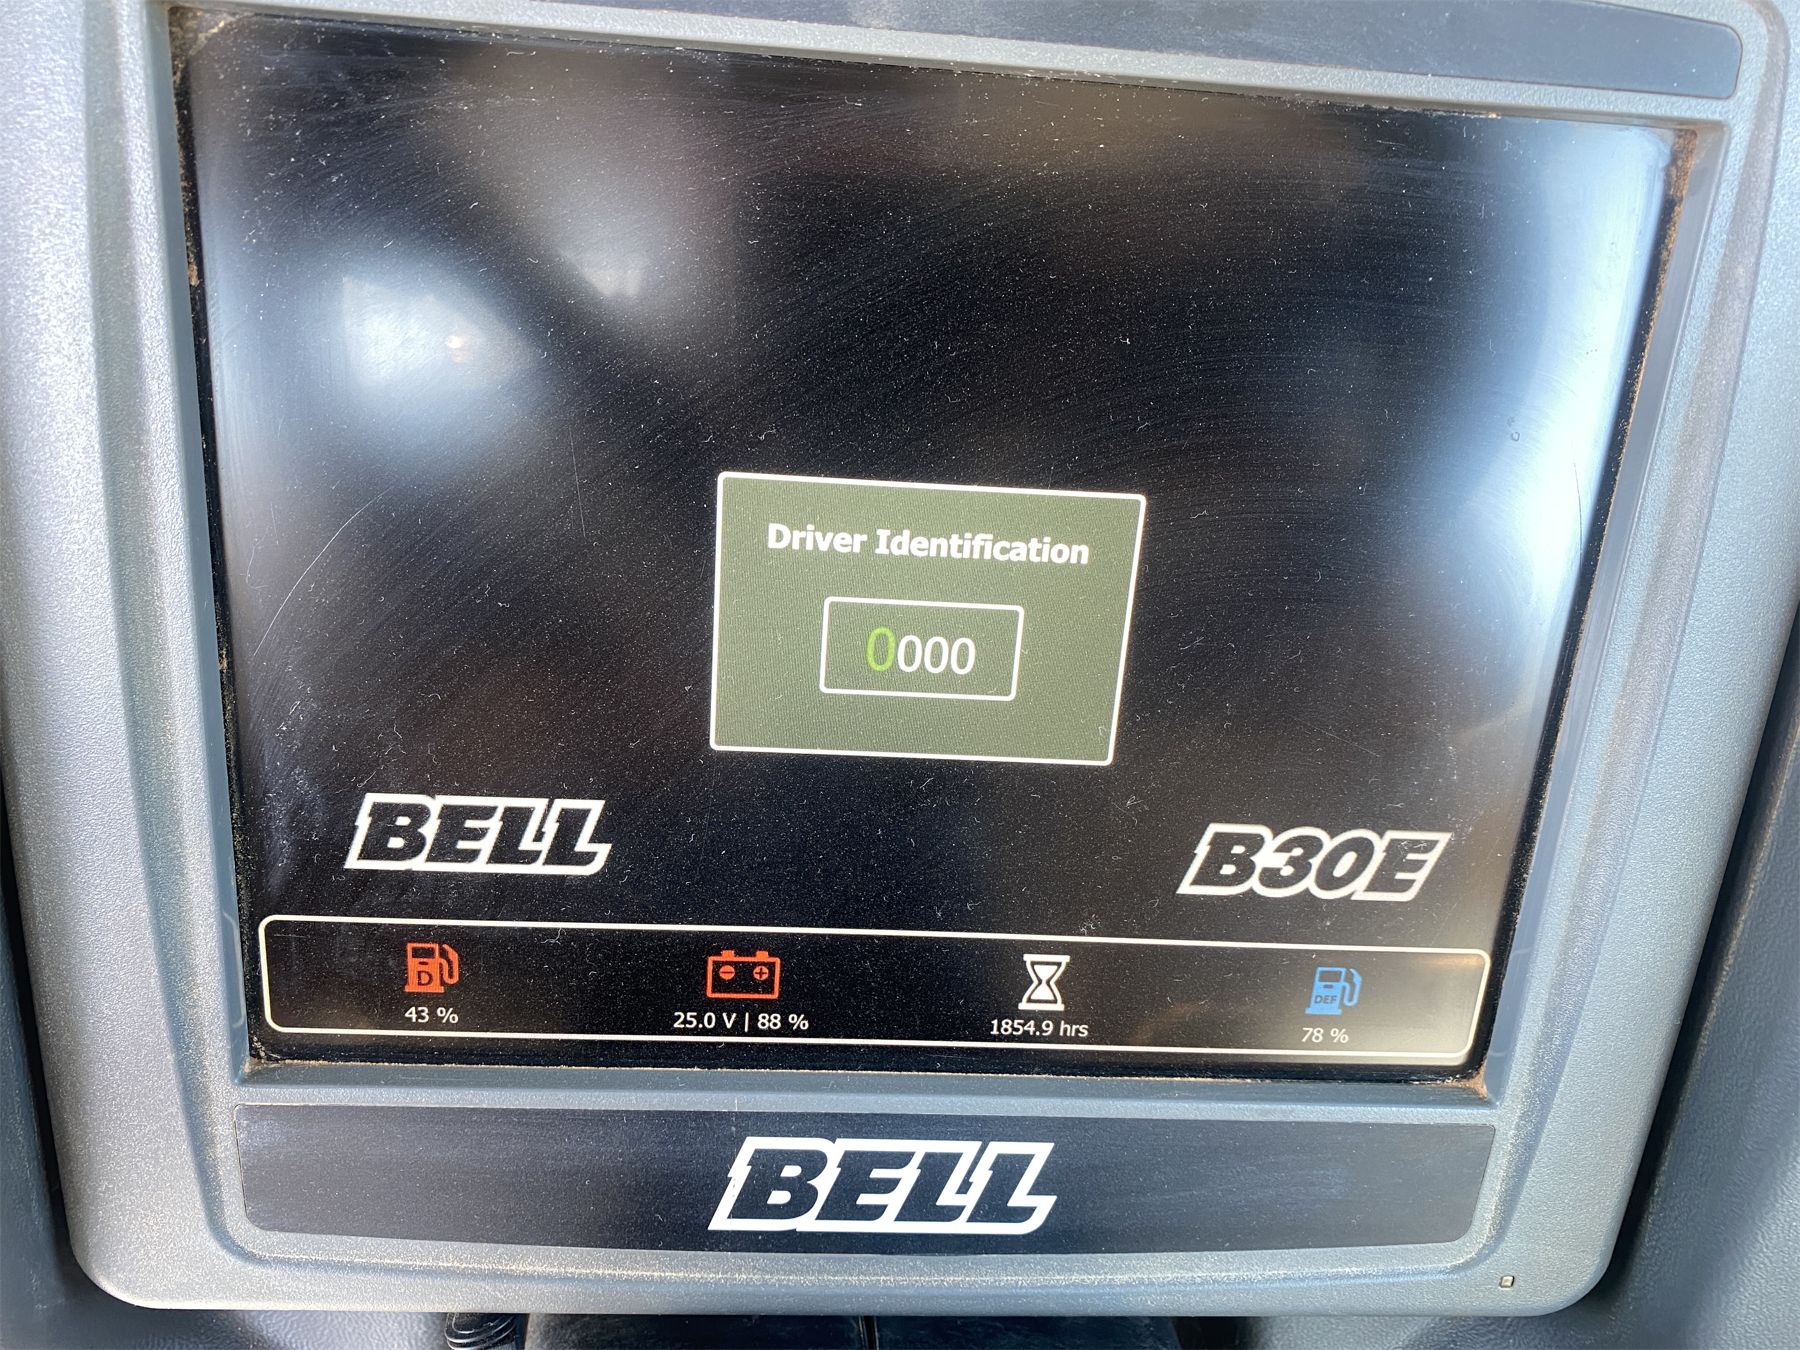 Driver Identification
0000
BELL
B30E
D
43 %
25.0 V | 88 %
1854.9 hrs
DEF
78 %
BELL